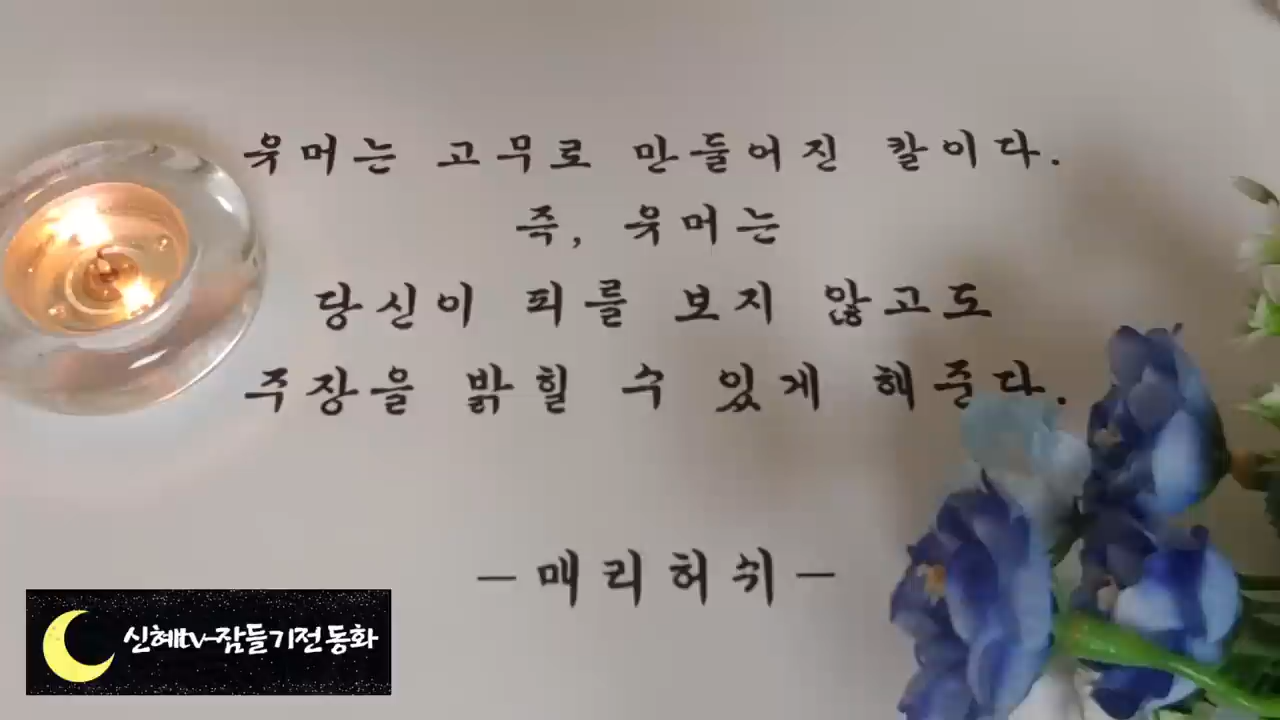 유머는 고무로 만들어진 칼이다.
즉, 유머는
당신이 피를 보지 않고도
주장을 밝힐 수 있게 해준다.
－매리허쉬－
신혜tv-잠들기전 동화